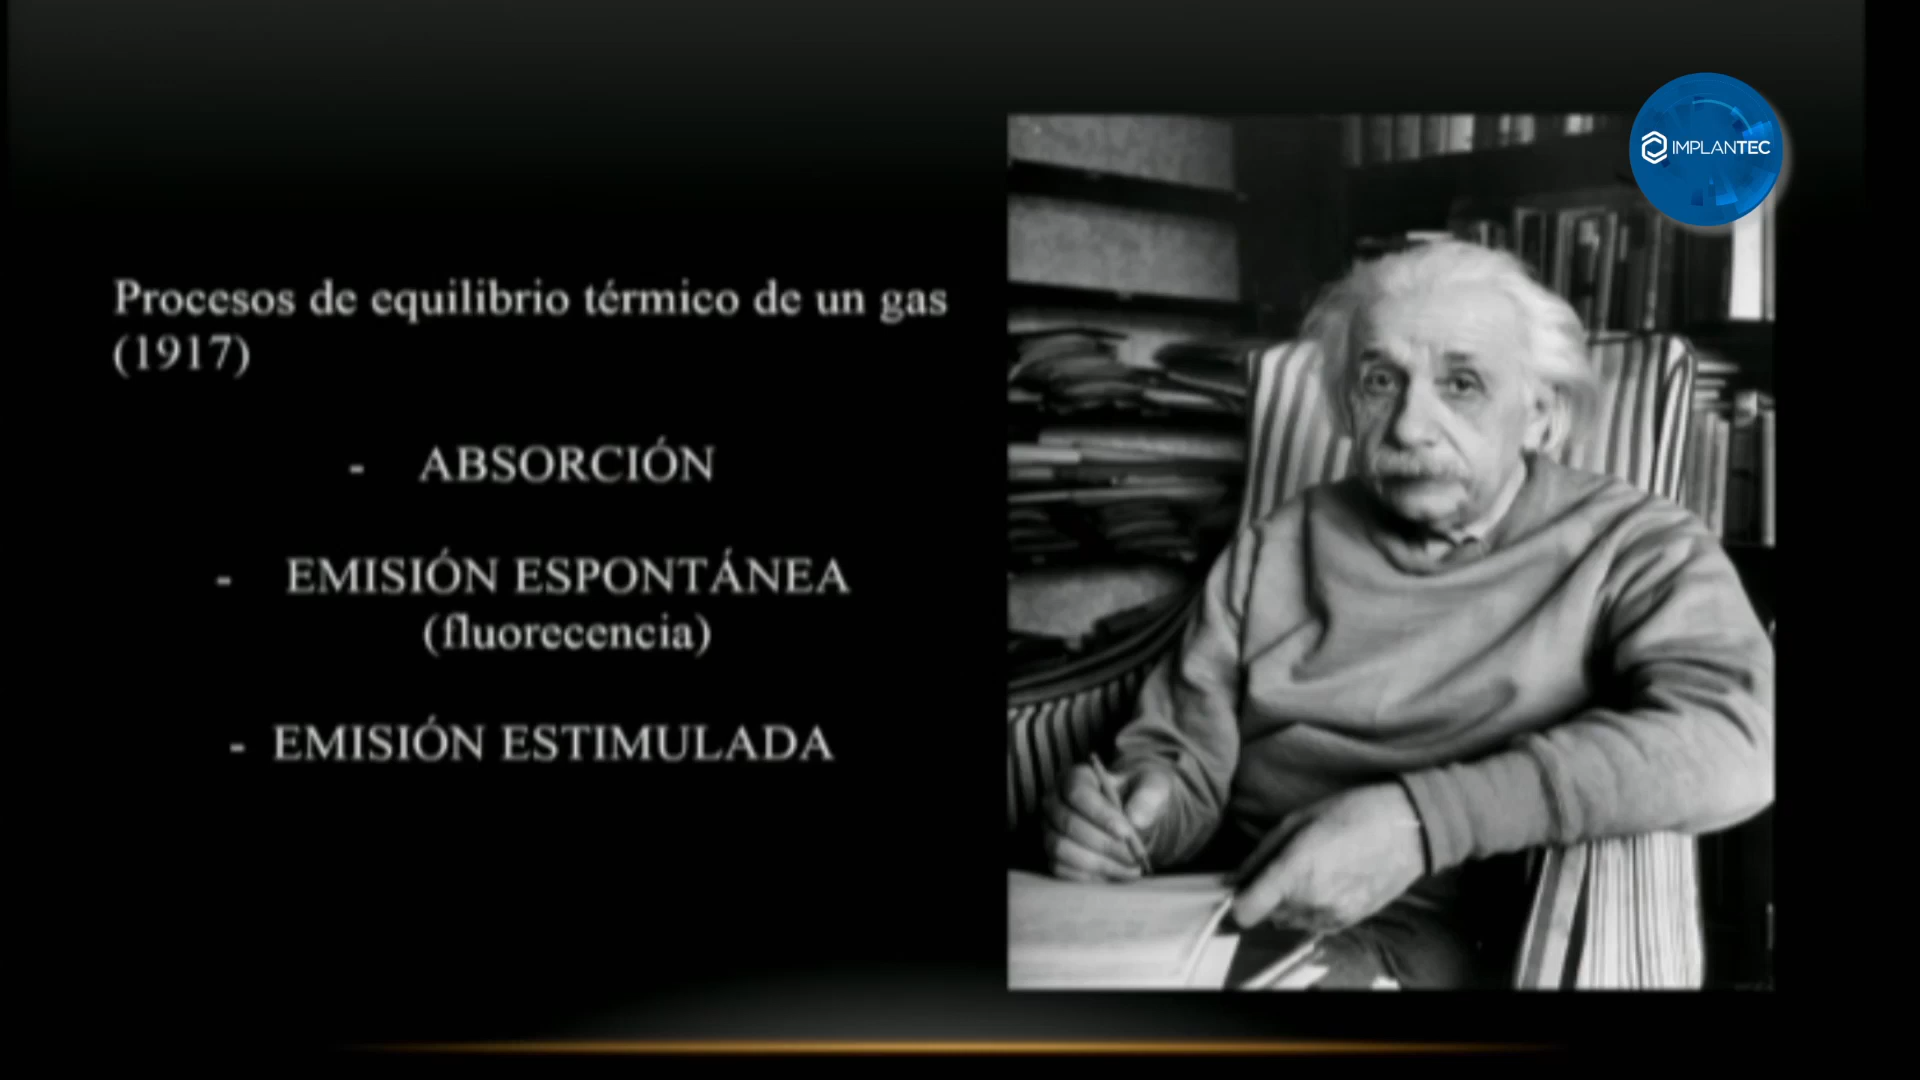 IMPLANTEC
Procesos de equilibrio térmico de un gas
(1917)
- ABSORCIÓN
- EMISIÓN ESPONTÁNEA
(fluorecencia)
- EMISIÓN ESTIMULADA